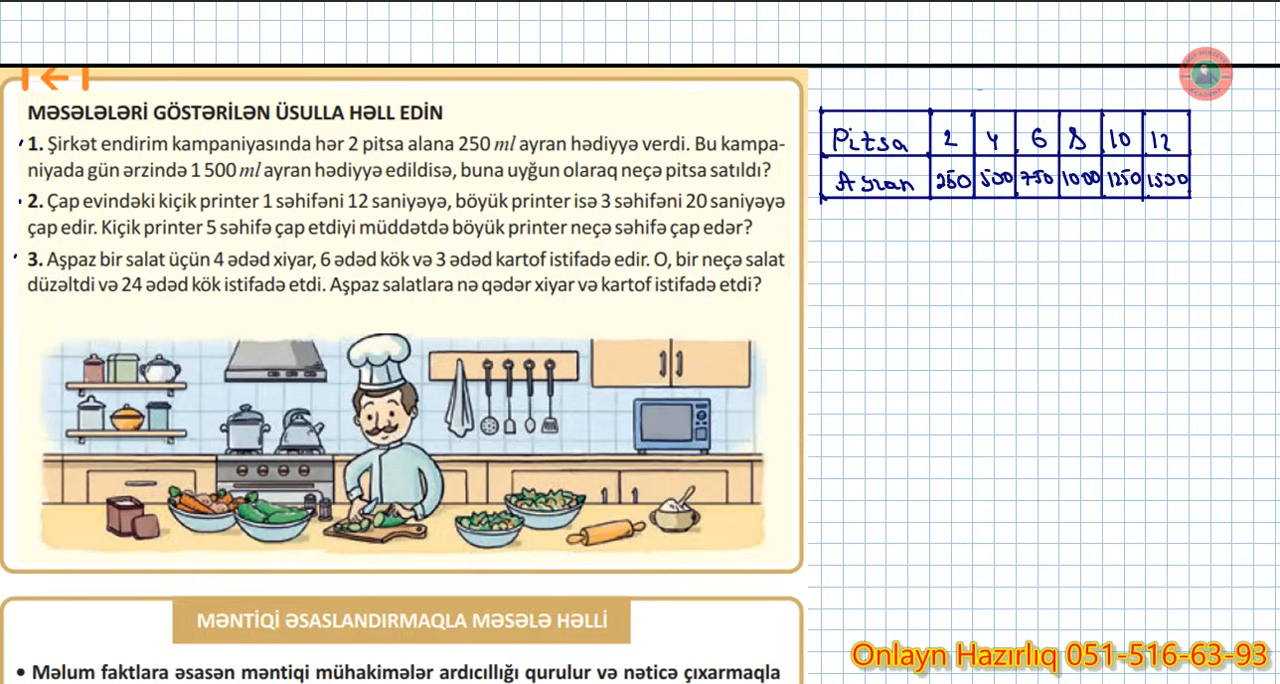 MƏSƏLƏLƏRİ GÖSTƏRİLƏN ÜSULLA HƏLL EDİN
1. Şirkət endirim kampaniyasında hər 2 pitsa alana 250 ml ayran hədiyyə verdi. Bu kampa-
niyada gün ərzində 1 500 ml ayran hədiyyə edildisə, buna uyğun olaraq neçə pitsa satıldı?
2. Çap evindəki kiçik printer 1 səhifəni 12 saniyəyə, böyük printer isə 3 səhifəni 20 saniyəyə
çap edir. Kiçik printer 5 səhifə çap etdiyi müddətdə böyük printer neçə səhifə çap edər?
3. Aşpaz bir salat üçün 4 ədəd xiyar, 6 ədəd kök və 3 ədəd kartof istifadə edir. O, bir neçə salat
düzəltdi və 24 ədəd kök istifadə etdi. Aşpaz salatlara nə qədər xiyar və kartof istifadə etdi?
MƏNTİQİ ƏSASLANDIRMAQLA MƏSƏLƏ HƏLLİ
• Məlum faktlara əsasən məntiqi mühakimələr ardıcıllığı qurulur və nəticə çıxarmaqla
Pitsa 2 4 6 8 10 12
Ayran 250 500 750 1000 1250 1500
Onlayn Hazırlıq 051-516-63-93